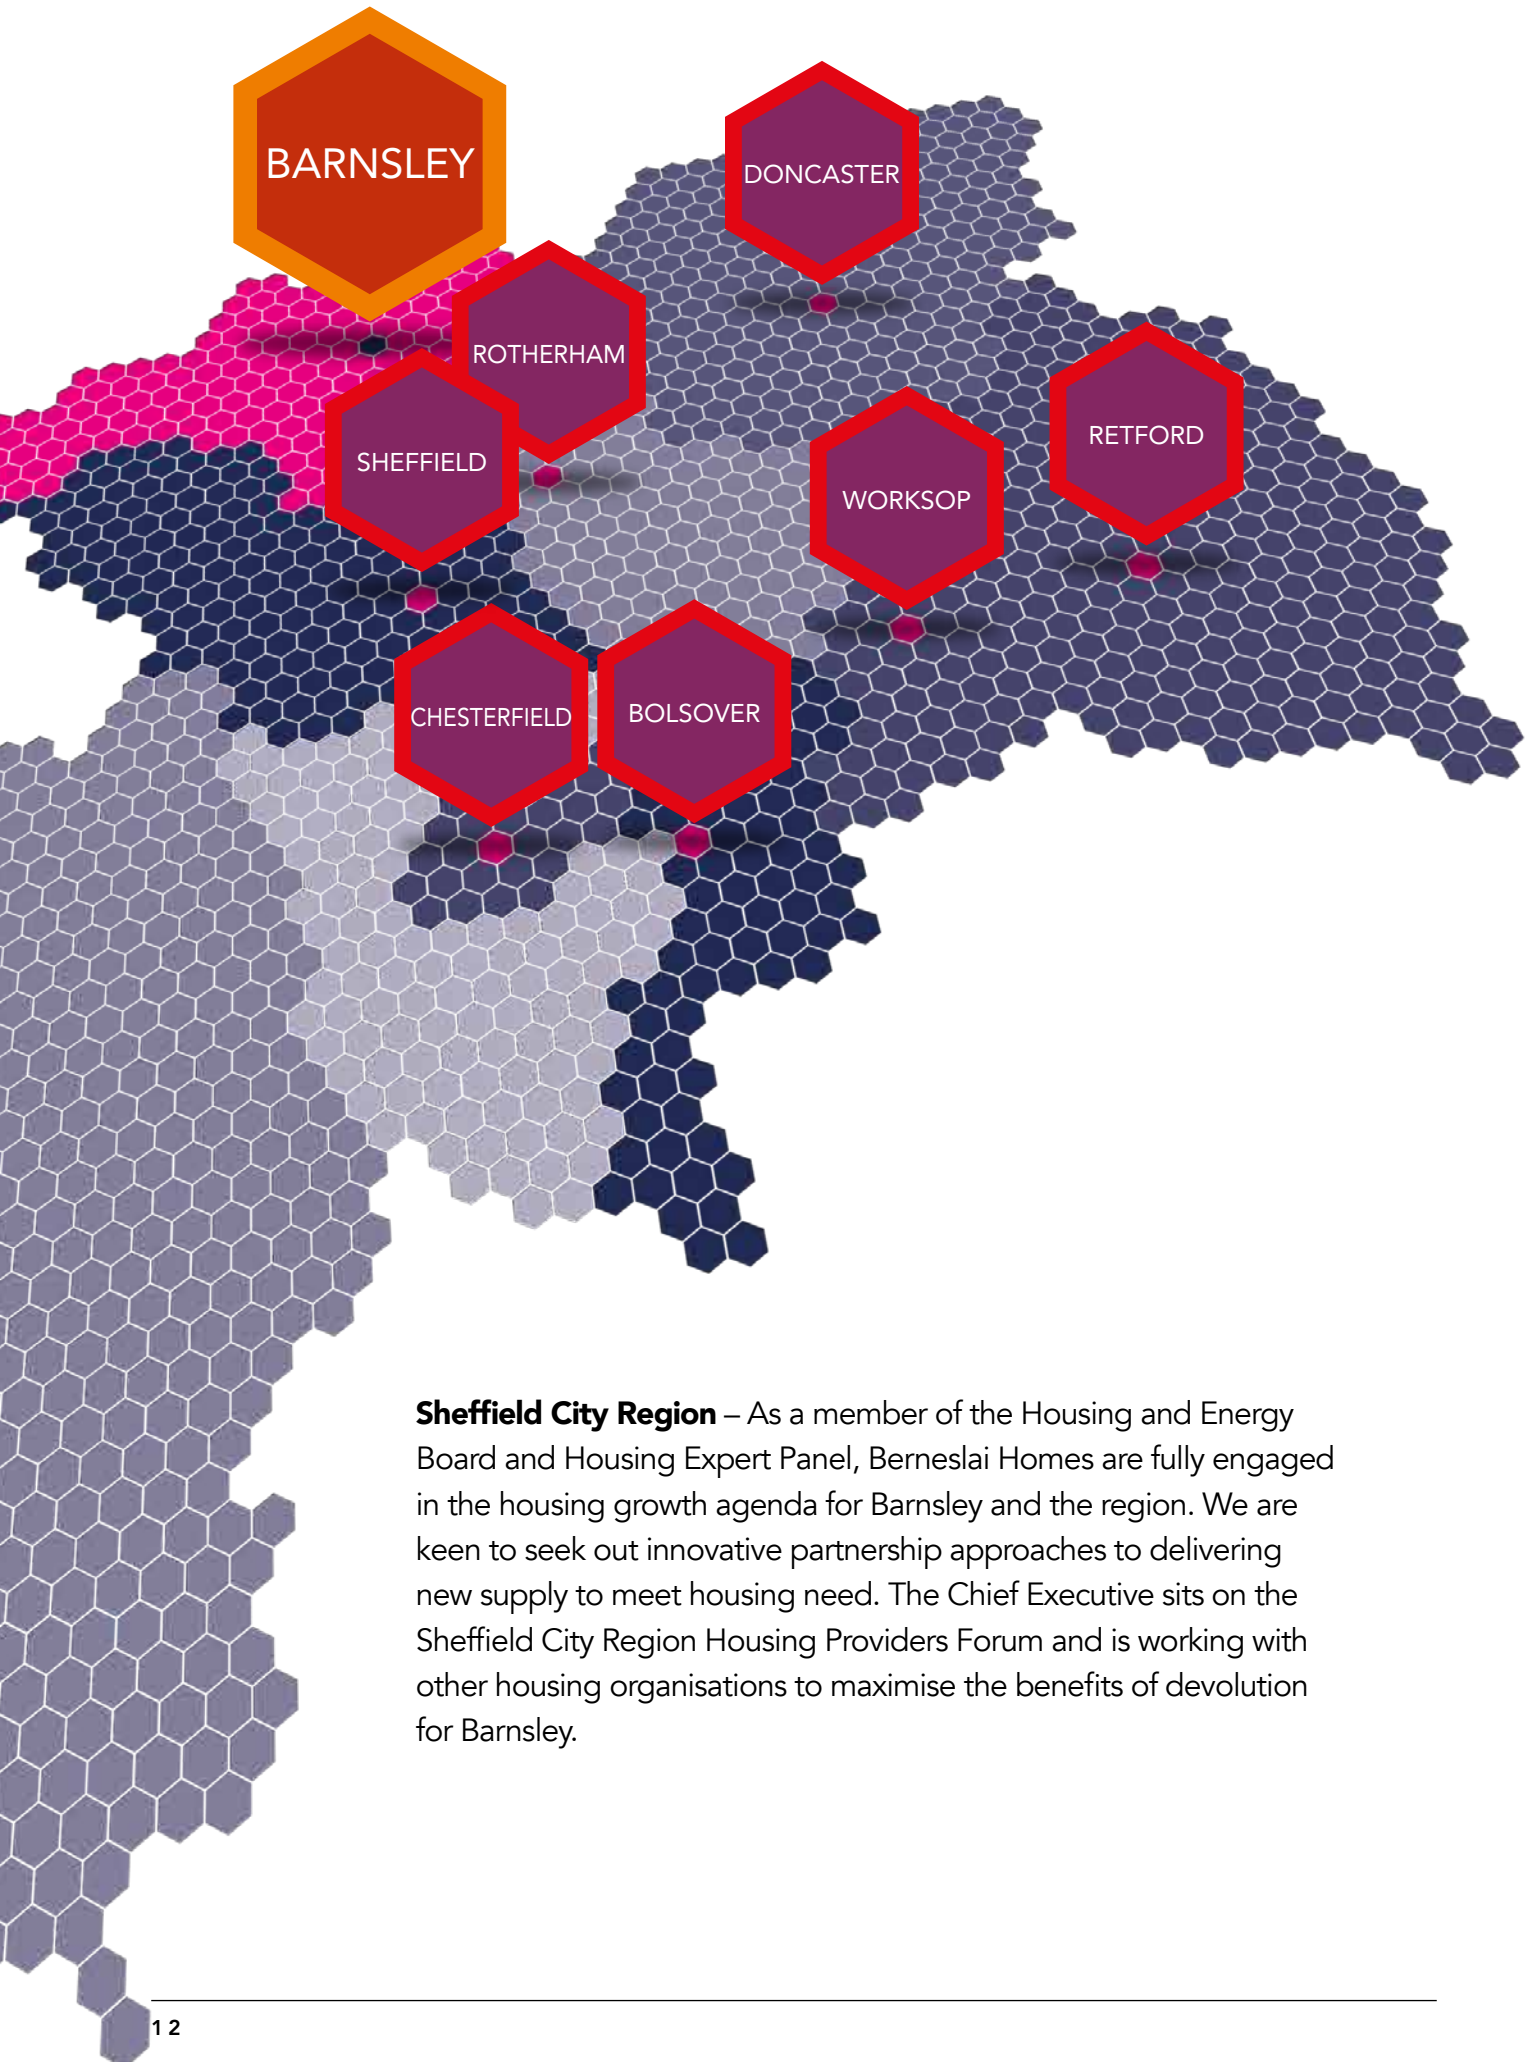 BARNSLEY
DONCASTER
ROTHERHAM
RETFORD
SHEFFIELD
WORKSOP
CHESTERFIELD
BOLSOVER
Sheffield City Region – As a member of the Housing and Energy
Board and Housing Expert Panel, Berneslai Homes are fully engaged
in the housing growth agenda for Barnsley and the region. We are
keen to seek out innovative partnership approaches to delivering
new supply to meet housing need. The Chief Executive sits on the
Sheffield City Region Housing Providers Forum and is working with
other housing organisations to maximise the benefits of devolution
for Barnsley.
12